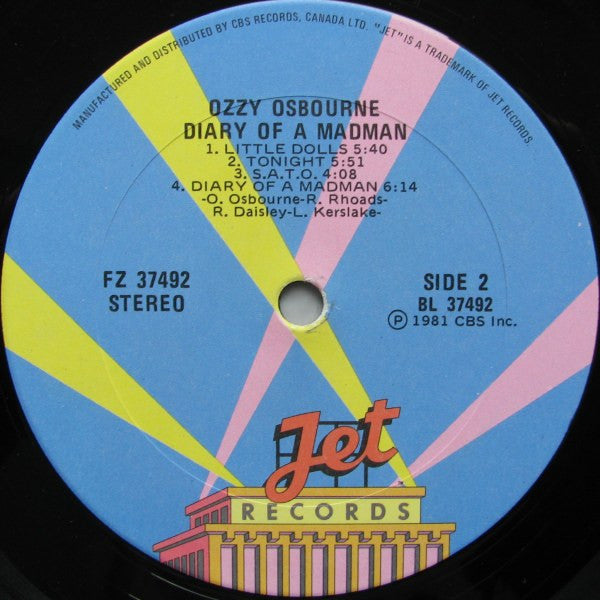 MANUFACTURED AND DISTRIBUTED BY CBS RECORDS, CANADA LTD. "JET" IS A TRADEMARK OF JET RECORDS.
OZZY OSBOURNE
DIARY OF A MADMAN
1. LITTLE DOLLS 5:40
2. TONIGHT 5:51
3. S.A.T.O. 4:08
4. DIARY OF A MADMAN 6:14
-O. Osbourne-R. Rhoads-
R. Daisley-L. Kerslake-
FZ 37492
STEREO
SIDE 2
BL 37492
Ⓟ 1981 CBS Inc.
Jet
RECORDS